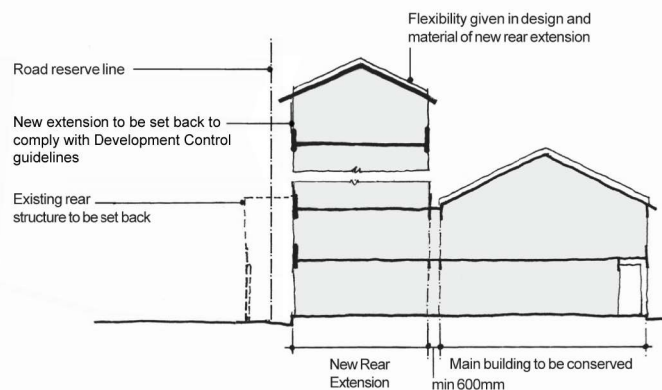 Flexibility given in design and
material of new rear extension
Road reserve line
New extension to be set back to
comply with Development Control
guidelines
Existing rear
structure to be set back
New Rear
Extension
min 600mm
Main building to be conserved